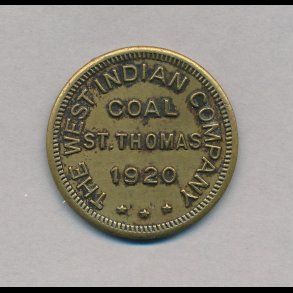 THE WEST INDIAN COMPANY
COAL
ST. THOMAS
1920